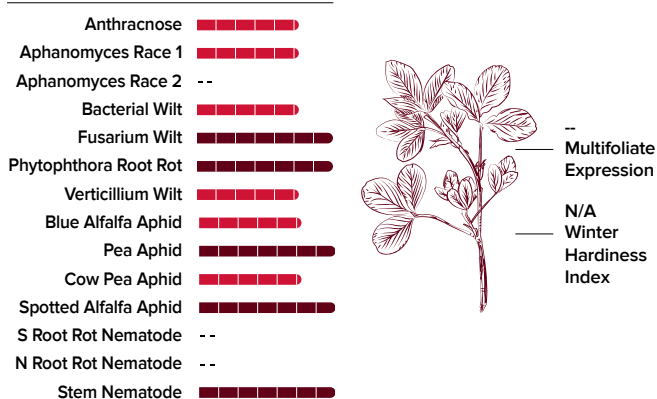 Anthracnose
Aphanomyces Race 1
Aphanomyces Race 2 --
Bacterial Wilt
Fusarium Wilt
Phytophthora Root Rot
Verticillium Wilt
Blue Alfalfa Aphid
Pea Aphid
Cow Pea Aphid
Spotted Alfalfa Aphid
S Root Rot Nematode --
N Root Rot Nematode --
Stem Nematode
--
Multifoliate
Expression
N/A
Winter
Hardiness
Index